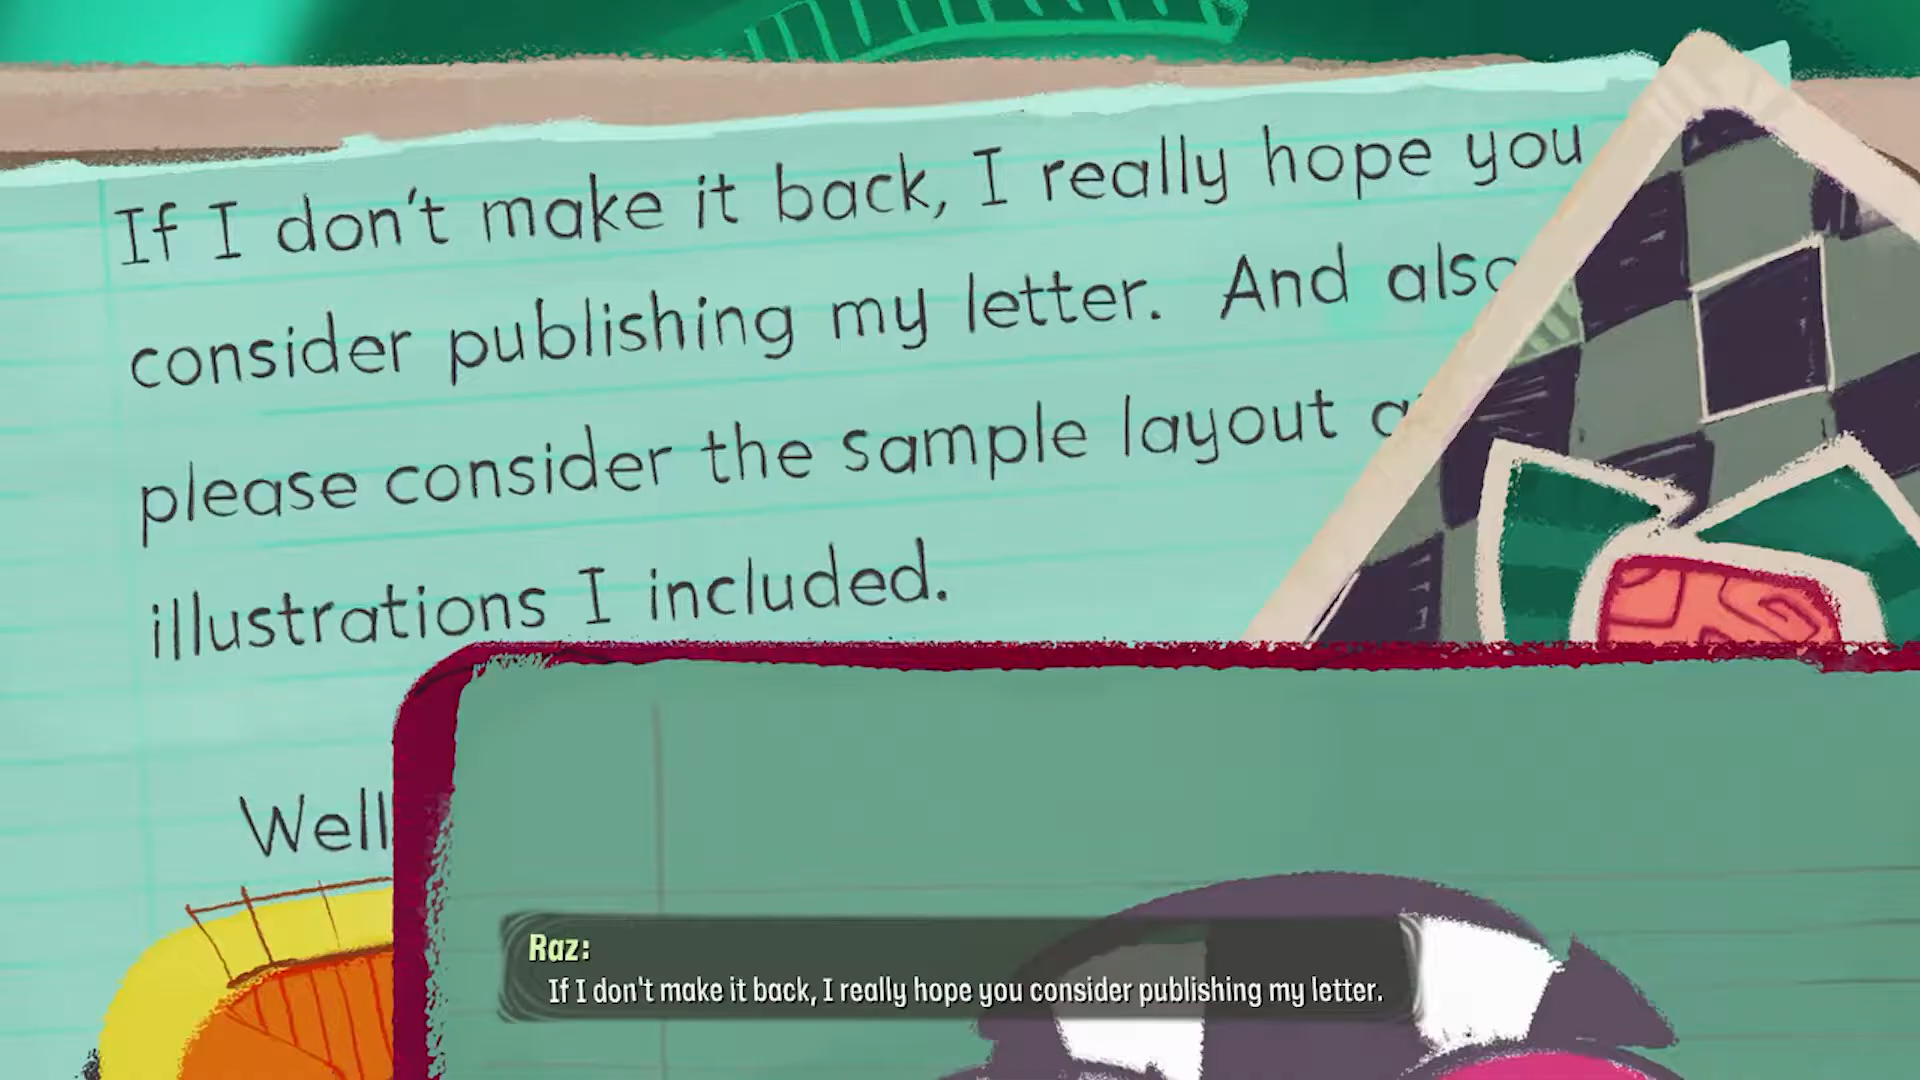 If I don't make it back, I really hope you
consider publishing my letter. And also
please consider the sample layout
illustrations I included.
Well
Raz:
If I don't make it back, I really hope you consider publishing my letter.